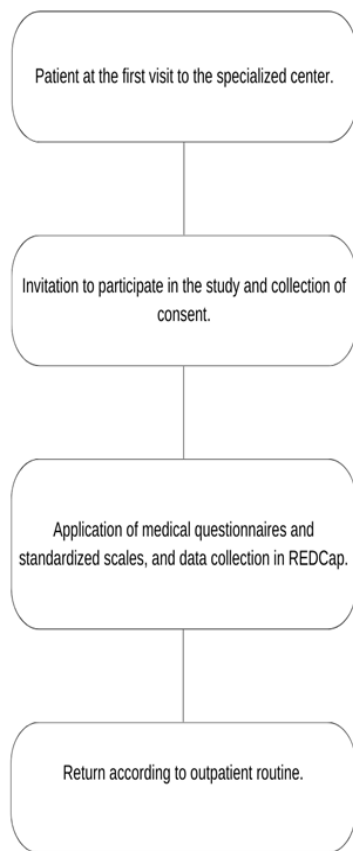 Patient at the first visit to the specialized center.
Invitation to participate in the study and collection of
consent.
Application of medical questionnaires and
standardized scales, and data collection in REDCap.
Return according to outpatient routine.